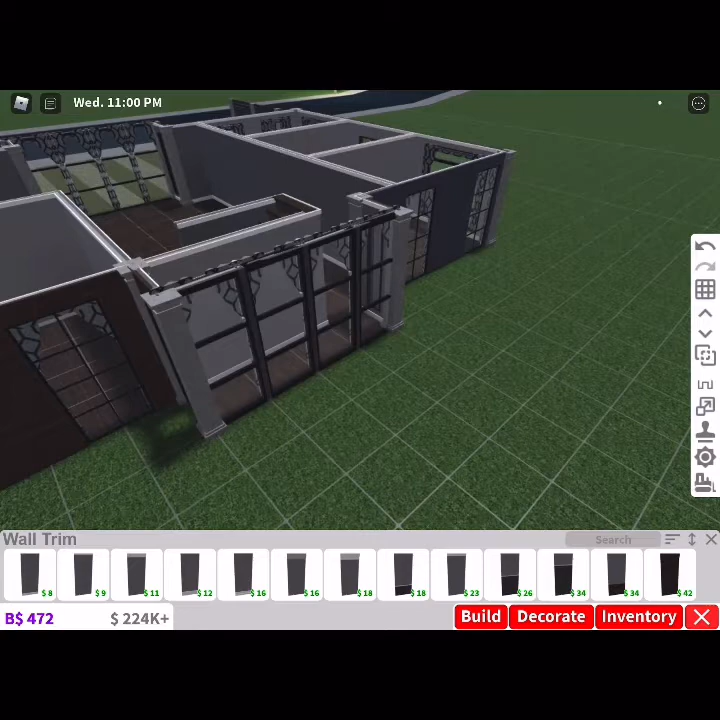 Wed. 11:00 PM
Wall Trim
Search
$ 8
$ 9
$ 11
$ 12
$ 16
$ 16
$ 18
$ 18
$ 23
$ 26
$ 34
$ 34
$ 42
B$ 472
$ 224K+
Build
Decorate
Inventory